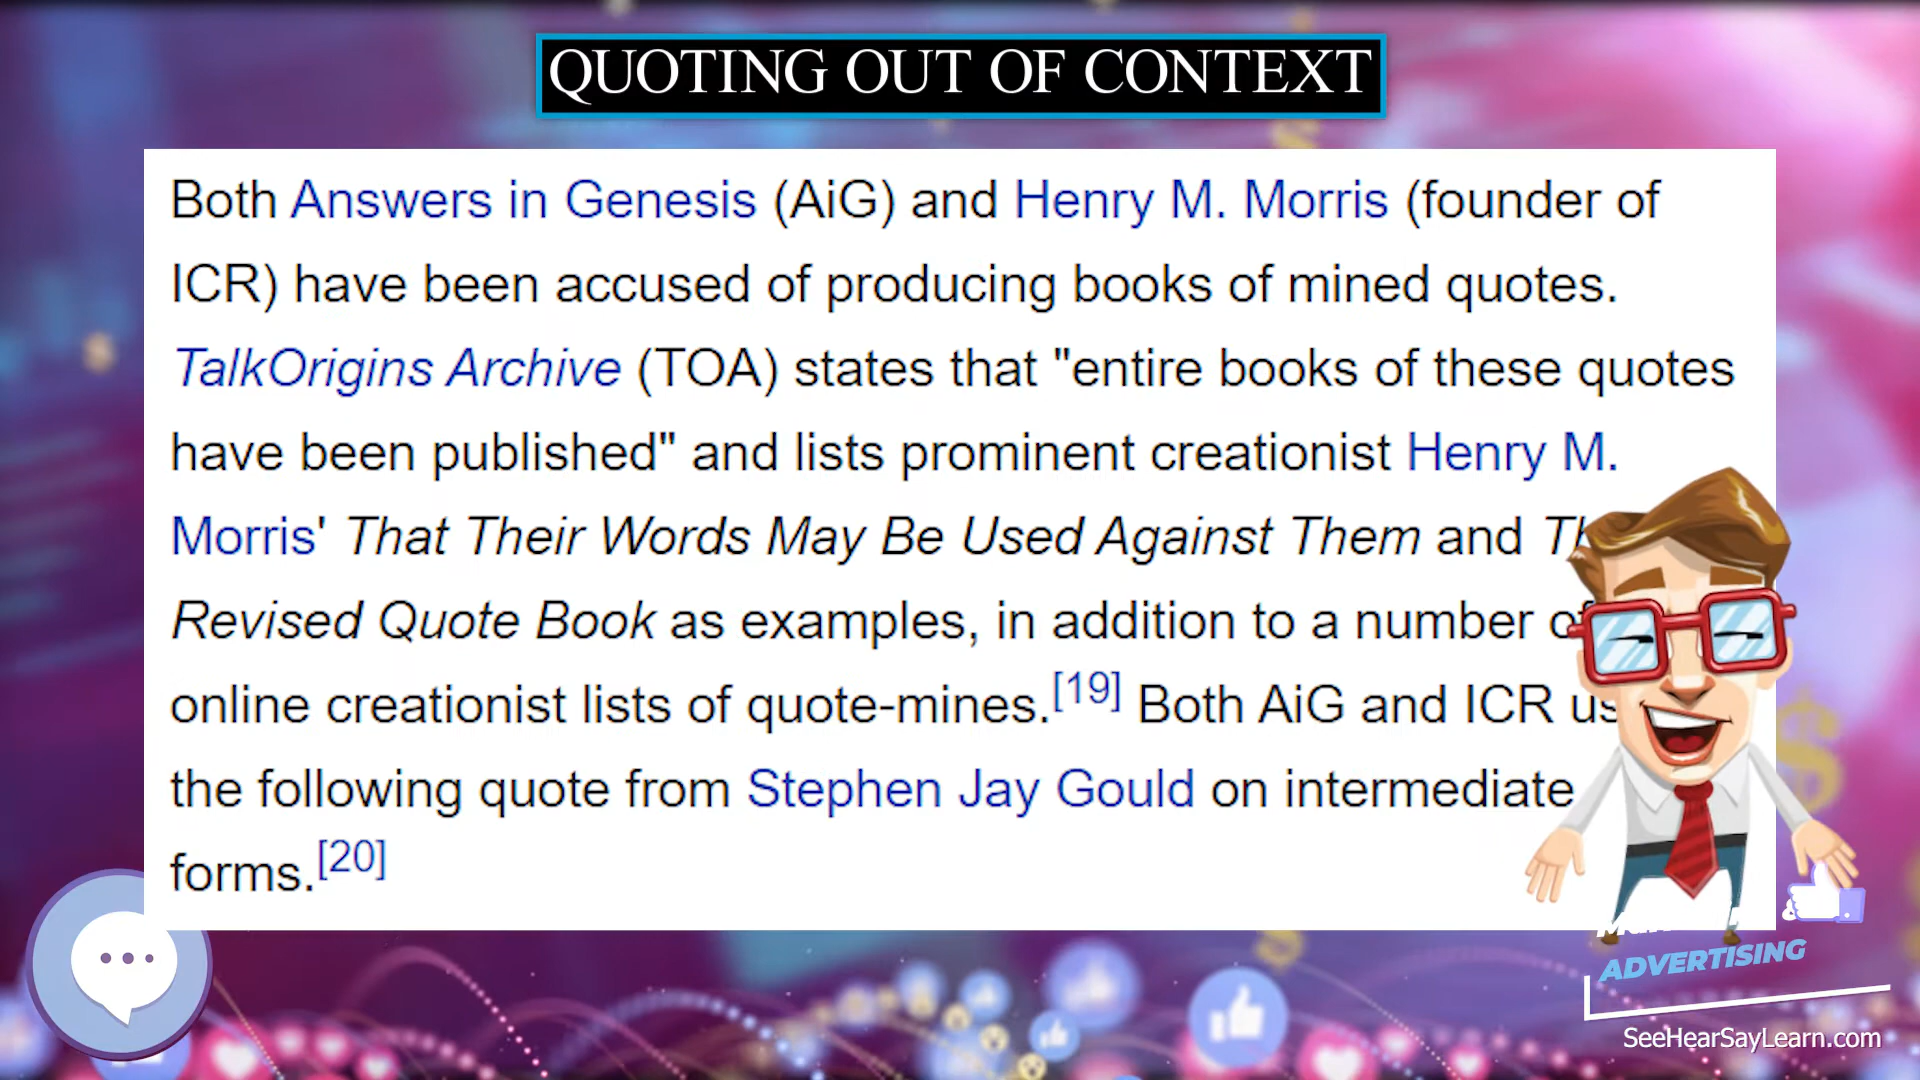 QUOTING OUT OF CONTEXT
Both Answers in Genesis (AiG) and Henry M. Morris (founder of
ICR) have been accused of producing books of mined quotes.
TalkOrigins Archive (TOA) states that "entire books of these quotes
have been published" and lists prominent creationist Henry M.
Morris' That Their Words May Be Used Against Them and
Revised Quote Book as examples, in addition to a number of
online creationist lists of quote-mines.[19] Both AiG and ICR
the following quote from Stephen Jay Gould on intermediate
forms.[20]
ADVERTISING
SeeHearSayLearn.com